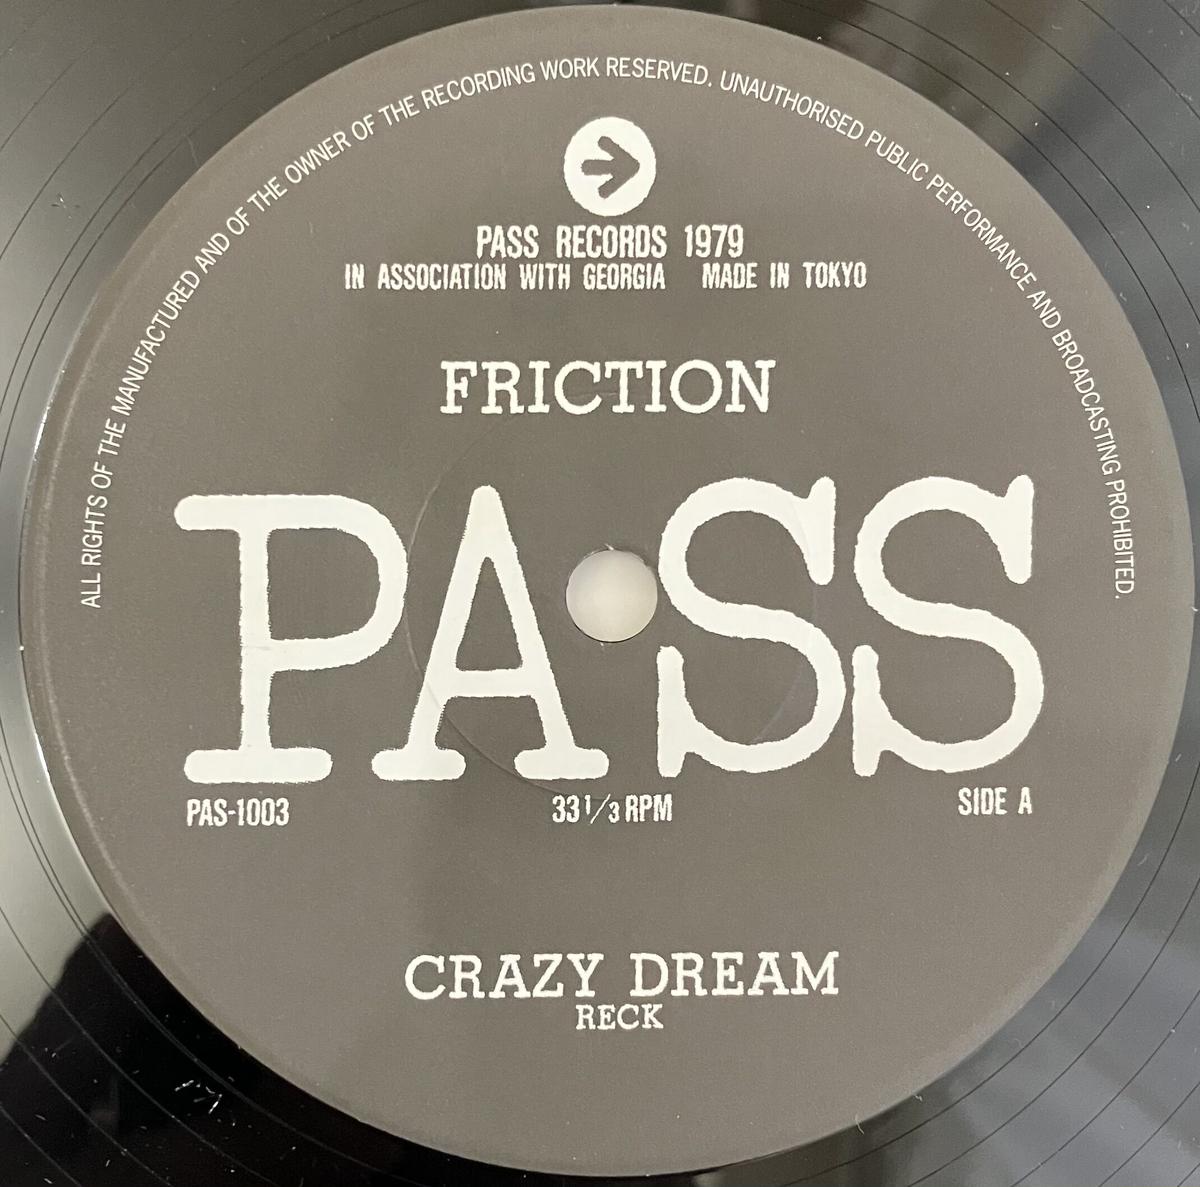 ALL RIGHTS OF THE MANUFACTURED AND OF THE OWNER OF THE RECORDING WORK RESERVED. UNAUTHORISED PUBLIC PERFORMANCE AND BROADCASTING PROHIBITED.
PASS RECORDS 1979
IN ASSOCIATION WITH GEORGIA MADE IN TOKYO
FRICTION
PASS
PAS-1003 33 1/3 RPM SIDE A
CRAZY DREAM
RECK